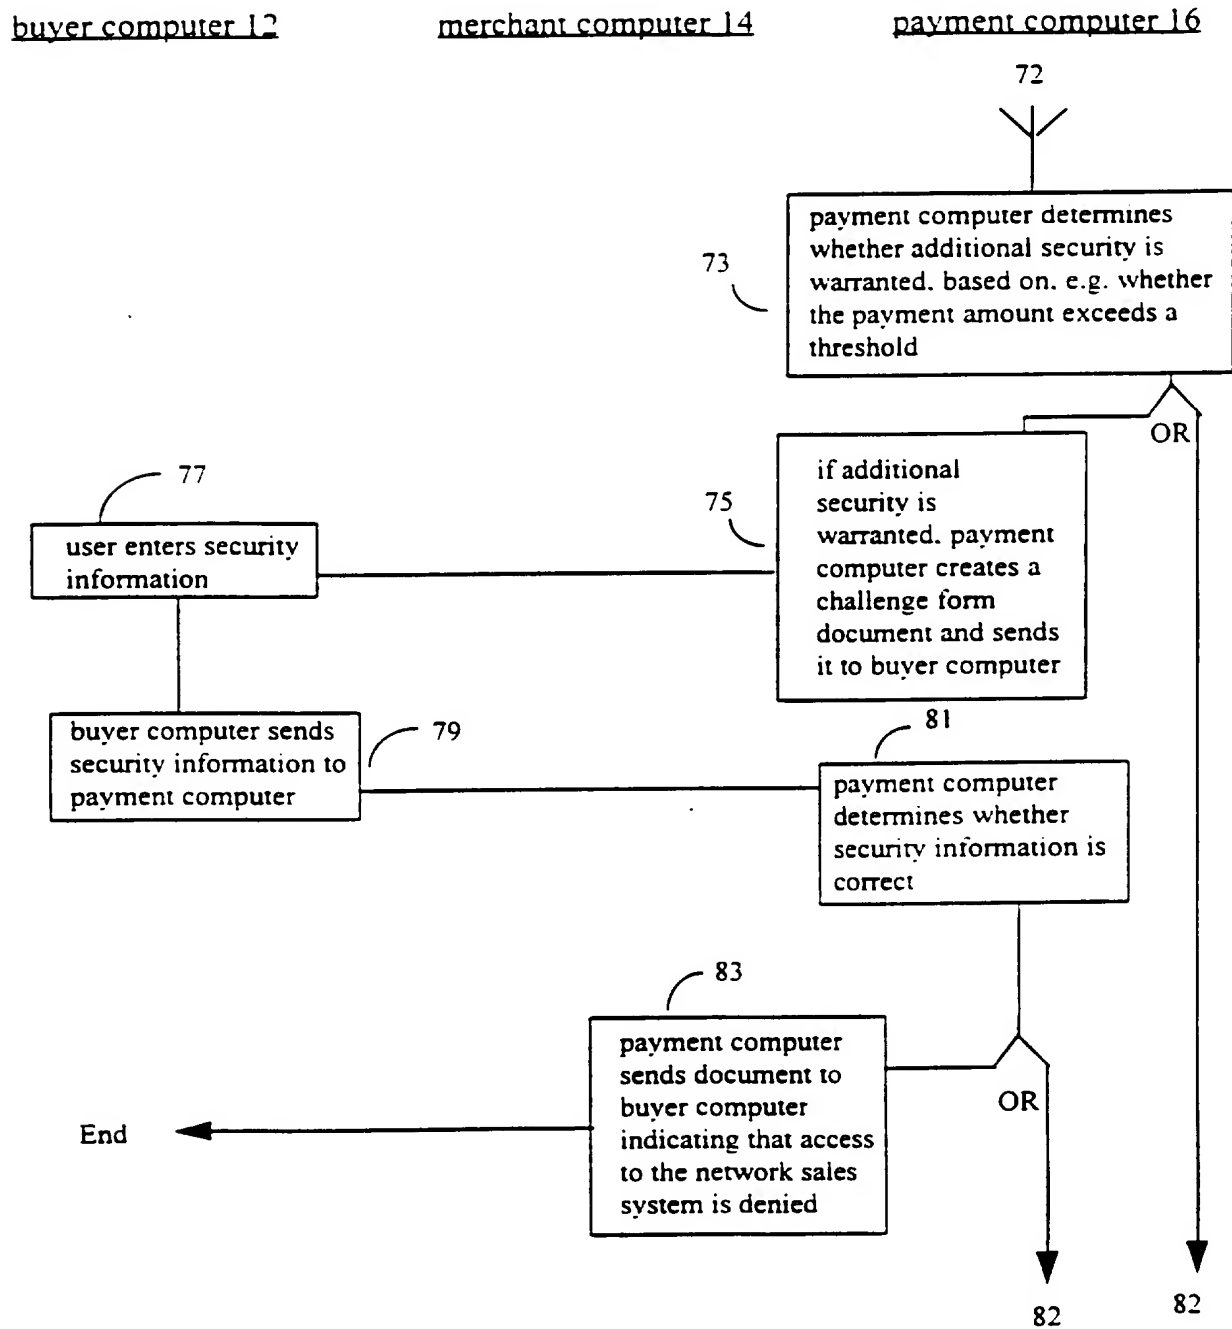 buyer computer 12
merchant computer 14
payment computer 16
72
73
payment computer determines
whether additional security is
warranted. based on. e.g. whether
the payment amount exceeds a
threshold
OR
75
if additional
security is
warranted. payment
computer creates a
challenge form
document and sends
it to buyer computer
77
user enters security
information
buyer computer sends
security information to
payment computer
79
81
payment computer
determines whether
security information is
correct
83
payment computer
sends document to
buyer computer
indicating that access
to the network sales
system is denied
OR
End
82
82